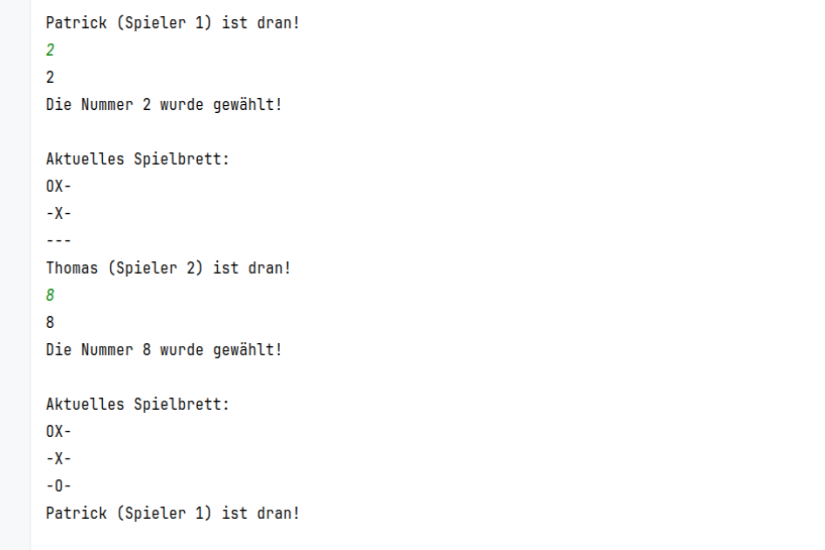 Patrick (Spieler 1) ist dran!
2
2
Die Nummer 2 wurde gewählt!
Aktuelles Spielbrett:
OX-
-X-
---
Thomas (Spieler 2) ist dran!
8
8
Die Nummer 8 wurde gewählt!
Aktuelles Spielbrett:
OX-
-X-
-O-
Patrick (Spieler 1) ist dran!